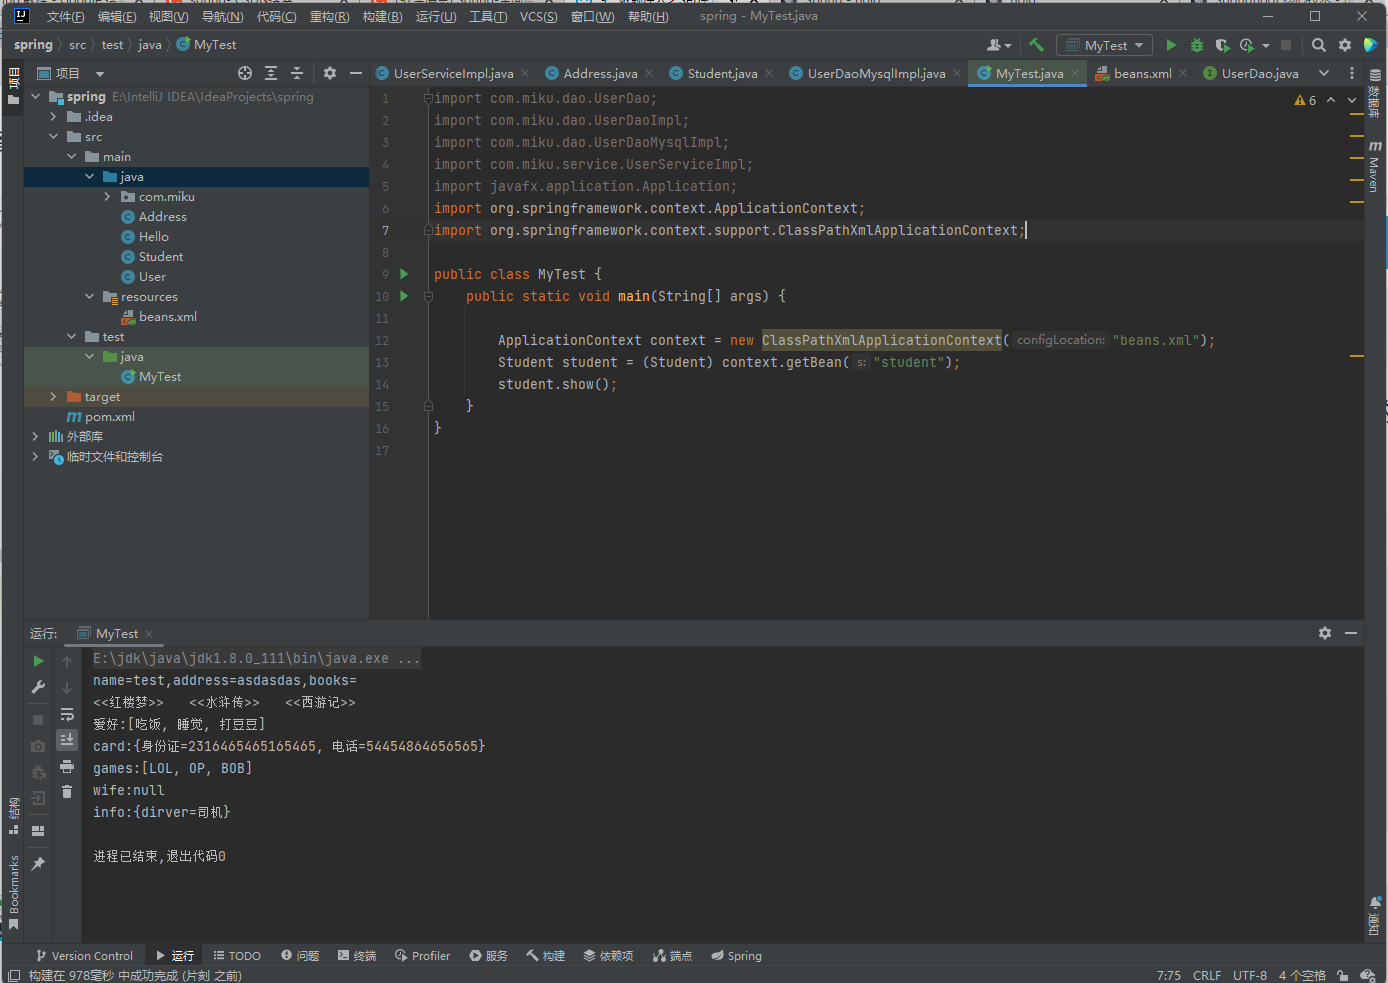 文件(F) 编辑(E) 视图(V) 导航(N) 代码(C) 重构(R) 构建(B) 运行(U) 工具(T) VCS(S) 窗口(W) 帮助(H) spring - MyTest.java
spring src test java MyTest
MyTest
项目
UserServiceImpl.java Address.java Student.java UserDaoMysqlImpl.java MyTest.java beans.xml UserDao.java
项目
数据库
Maven
通知
结构
Bookmarks
spring E:\IntelliJ IDEA\IdeaProjects\spring
.idea
src
main
java
com.miku
Address
Hello
Student
User
resources
beans.xml
test
java
MyTest
target
pom.xml
外部库
临时文件和控制台
6
1 import com.miku.dao.UserDao;
2 import com.miku.dao.UserDaoImpl;
3 import com.miku.dao.UserDaoMysqlImpl;
4 import com.miku.service.UserServiceImpl;
5 import javafx.application.Application;
6 import org.springframework.context.ApplicationContext;
7 import org.springframework.context.support.ClassPathXmlApplicationContext;
8
9 public class MyTest {
10 public static void main(String[] args) {
11
12 ApplicationContext context = new ClassPathXmlApplicationContext( configLocation: "beans.xml");
13 Student student = (Student) context.getBean( s: "student");
14 student.show();
15 }
16 }
17
运行: MyTest
E:\jdk\java\jdk1.8.0_111\bin\java.exe ...
name=test,address=asdasdas,books=
<<红楼梦>> <<水浒传>> <<西游记>>
爱好:[吃饭, 睡觉, 打豆豆]
card:{身份证=2316465465165465, 电话=54454864656565}
games:[LOL, OP, BOB]
wife:null
info:{dirver=司机}
进程已结束,退出代码0
Version Control 运行 TODO 问题 终端 Profiler 服务 构建 依赖项 端点 Spring
构建在 978毫秒 中成功完成 (片刻 之前) 7:75 CRLF UTF-8 4 个空格